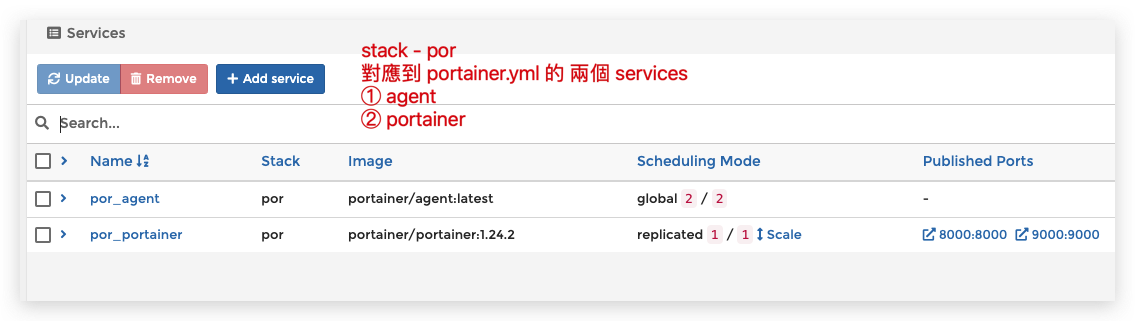 Services
stack - por
對應到 portainer.yml 的 兩個 services
① agent
② portainer
Update Remove + Add service
Search...
Name Stack Image Scheduling Mode Published Ports
por_agent por portainer/agent:latest global 2 / 2 -
por_portainer por portainer/portainer:1.24.2 replicated 1 / 1 Scale 8000:8000 9000:9000